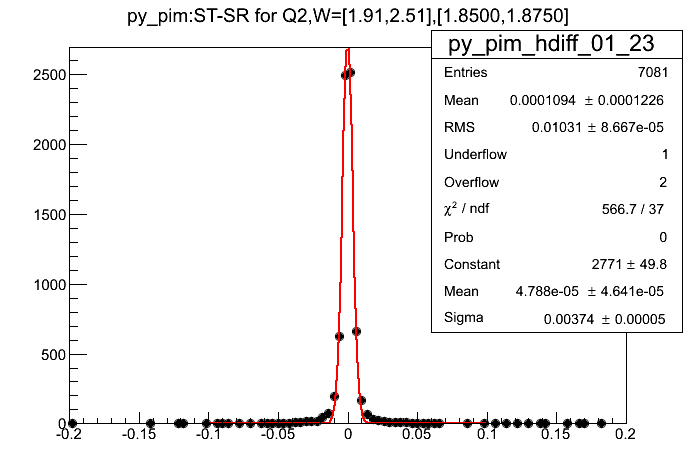 py_pim:ST-SR for Q2,W=[1.91,2.51],[1.8500,1.8750]
py_pim_hdiff_01_23
Entries 7081
Mean 0.0001094 ± 0.0001226
RMS 0.01031 ± 8.667e-05
Underflow 1
Overflow 2
χ² / ndf 566.7 / 37
Prob 0
Constant 2771 ± 49.8
Mean 4.788e-05 ± 4.641e-05
Sigma 0.00374 ± 0.00005
2500
2000
1500
1000
500
0
-0.2 -0.15 -0.1 -0.05 0 0.05 0.1 0.15 0.2